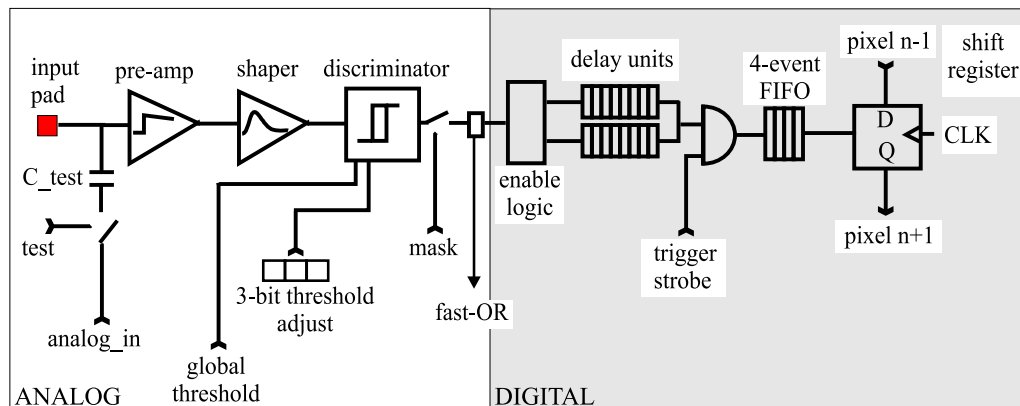 input
pad
pre-amp
shaper
discriminator
C_test
test
analog_in
3-bit threshold
adjust
global
threshold
mask
fast-OR
ANALOG
enable
logic
delay units
trigger
strobe
4-event
FIFO
pixel n-1
shift
register
D
Q
CLK
pixel n+1
DIGITAL